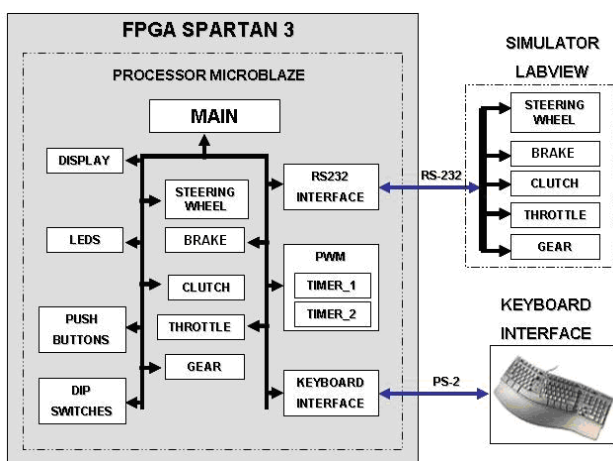 FPGA SPARTAN 3
PROCESSOR MICROBLAZE
MAIN
DISPLAY
LEDS
PUSH
BUTTONS
DIP
SWITCHES
STEERING
WHEEL
BRAKE
CLUTCH
THROTTLE
GEAR
RS232
INTERFACE
PWM
TIMER_1
TIMER_2
KEYBOARD
INTERFACE
RS-232
PS-2
SIMULATOR
LABVIEW
STEERING
WHEEL
BRAKE
CLUTCH
THROTTLE
GEAR
KEYBOARD
INTERFACE